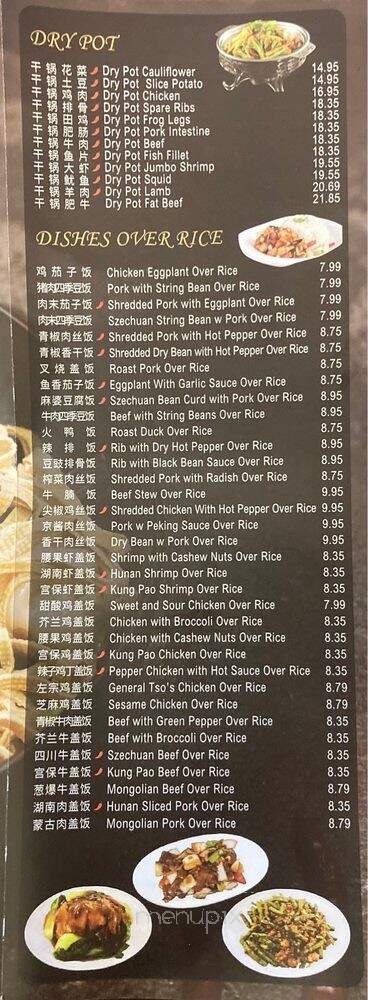 DRY POT
干锅花菜 Dry Pot Cauliflower 14.95
干锅土豆 Dry Pot Slice Potato 14.95
干锅鸡肉 Dry Pot Chicken 16.95
干锅排骨 Dry Pot Spare Ribs 18.35
干锅田鸡 Dry Pot Frog Legs 18.35
干锅肥肠 Dry Pot Pork Intestine 18.35
干锅牛肉 Dry Pot Beef 18.35
干锅鱼片 Dry Pot Fish Fillet 18.35
干锅大虾 Dry Pot Jumbo Shrimp 19.55
干锅鱿鱼 Dry Pot Squid 19.55
干锅羊肉 Dry Pot Lamb 20.69
干锅肥牛 Dry Pot Fat Beef 21.85
DISHES OVER RICE
鸡茄子饭 Chicken Eggplant Over Rice 7.99
猪肉四季豆饭 Pork with String Bean Over Rice 7.99
肉末茄子饭 Shredded Pork with Eggplant Over Rice 7.99
肉末四季豆饭 Szechuan String Bean w Pork Over Rice 7.99
青椒肉丝饭 Shredded Pork with Hot Pepper Over Rice 8.75
青椒香干饭 Shredded Dry Bean with Hot Pepper Over Rice 8.75
叉烧盖饭 Roast Pork Over Rice 8.75
鱼香茄子饭 Eggplant With Garlic Sauce Over Rice 8.75
麻婆豆腐饭 Szechuan Bean Curd with Pork Over Rice 8.95
牛肉四季豆饭 Beef with String Beans Over Rice 8.95
火鸭饭 Roast Duck Over Rice 8.75
辣排饭 Rib with Dry Hot Pepper Over Rice 8.95
豆豉排骨饭 Rib with Black Bean Sauce Over Rice 8.95
榨菜肉丝饭 Shredded Pork with Radish Over Rice 8.75
牛腩饭 Beef Stew Over Rice 9.95
尖椒鸡丝饭 Shredded Chicken With Hot Pepper Over Rice 9.95
京酱肉丝饭 Pork w Peking Sauce Over Rice 9.95
香干肉丝饭 Dry Bean w Pork Over Rice 9.95
腰果虾盖饭 Shrimp with Cashew Nuts Over Rice 8.35
湖南虾盖饭 Hunan Shrimp Over Rice 8.35
宫保虾盖饭 Kung Pao Shrimp Over Rice 8.35
甜酸鸡盖饭 Sweet and Sour Chicken Over Rice 7.99
芥兰鸡盖饭 Chicken with Broccoli Over Rice 8.35
腰果鸡盖饭 Chicken with Cashew Nuts Over Rice 8.35
宫保鸡盖饭 Kung Pao Chicken Over Rice 8.35
辣子鸡丁盖饭 Pepper Chicken with Hot Sauce Over Rice 8.35
左宗鸡盖饭 General Tso's Chicken Over Rice 8.79
芝麻鸡盖饭 Sesame Chicken Over Rice 8.79
青椒牛肉盖饭 Beef with Green Pepper Over Rice 8.35
芥兰牛盖饭 Beef with Broccoli Over Rice 8.35
四川牛盖饭 Szechuan Beef Over Rice 8.35
宫保牛盖饭 Kung Pao Beef Over Rice 8.35
葱爆牛盖饭 Mongolian Beef Over Rice 8.79
湖南肉盖饭 Hunan Sliced Pork Over Rice 8.35
蒙古肉盖饭 Mongolian Pork Over Rice 8.79
menupix